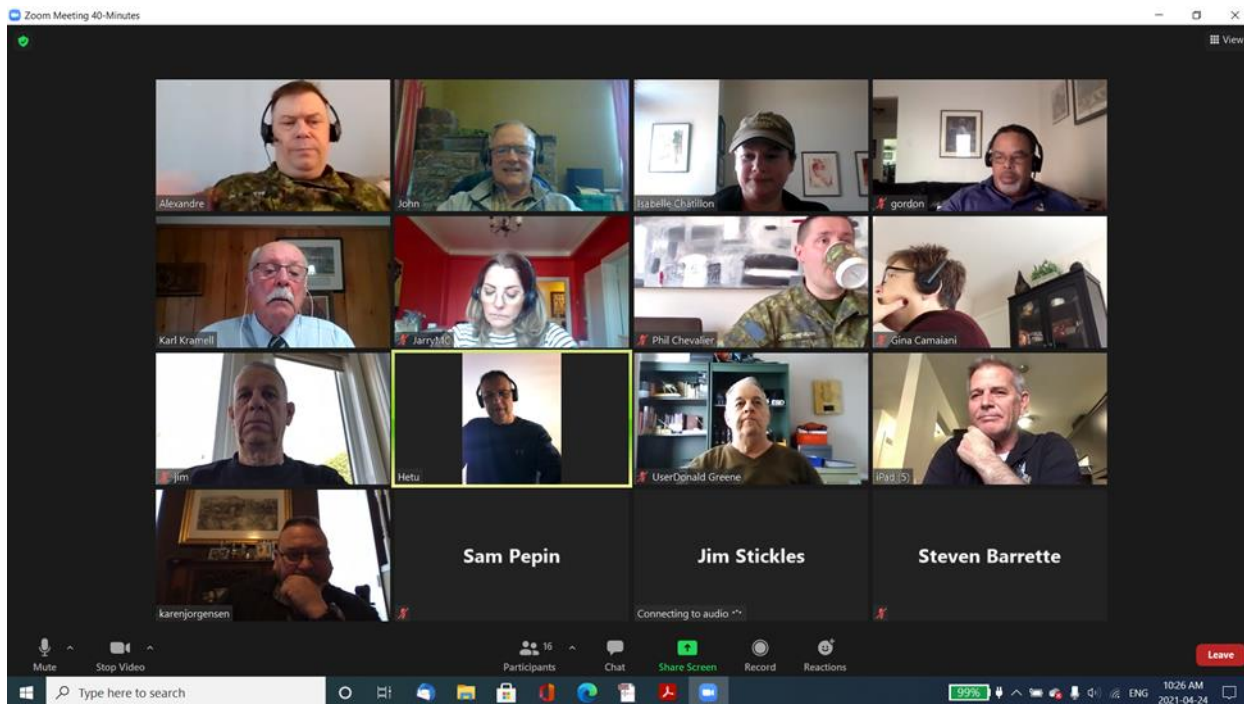 Zoom Meeting 40-Minutes
View
Alexandre
John
Isabelle Chatillon
gordon
Karl Kramell
JarryMC
Phil Chevalier
Gina Camaiani
Jim
Hetu
UserDonald Greene
iPad (5)
karenjorgensen
Sam Pepin
Jim Stickles
Connecting to audio
Steven Barrette
Mute
Stop Video
Participants
16
Chat
Share Screen
Record
Reactions
Leave
Type here to search
99%
ENG
10:26 AM
2021-04-24